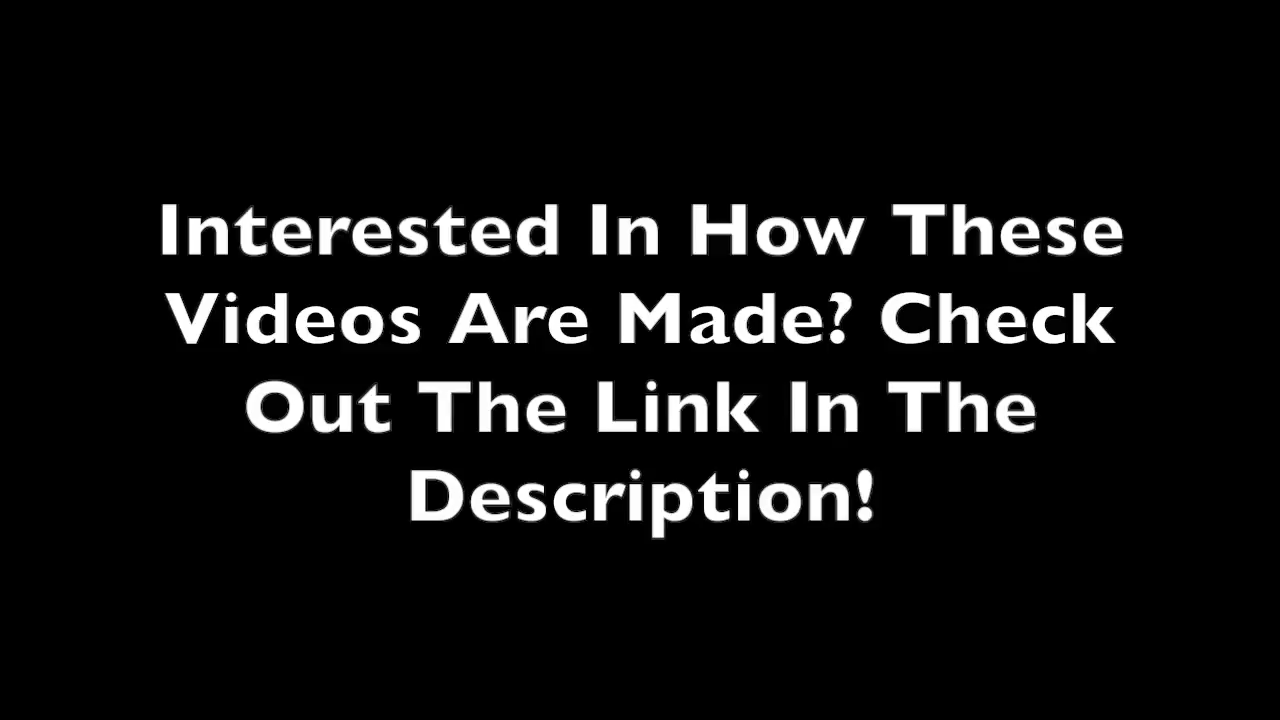 Interested In How These
Videos Are Made? Check
Out The Link In The
Description!